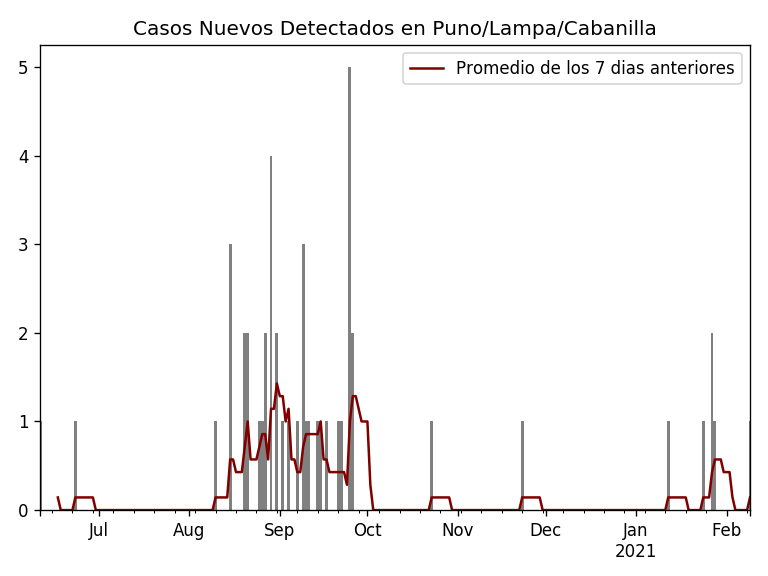 Casos Nuevos Detectados en Puno/Lampa/Cabanilla
Promedio de los 7 dias anteriores
5
4
3
2
1
0
Jul Aug Sep Oct Nov Dec Jan Feb
2021